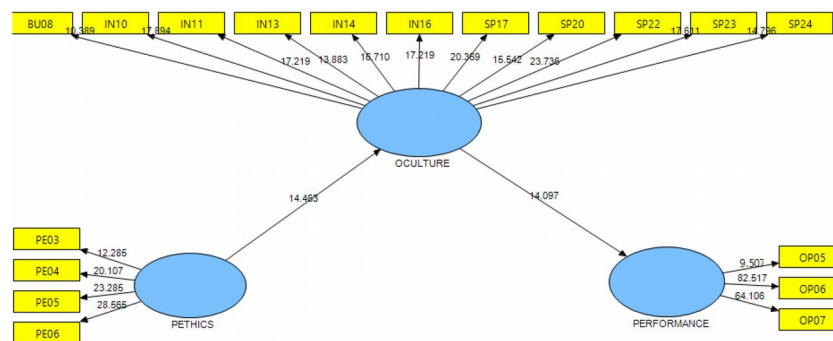 BU08 IN10 IN11 IN13 IN14 IN16 SP17 SP20 SP22 SP23 SP24
10.389 17.894 17.219 13.883 16.710 17.219 20.369 15.542 23.736 17.611 14.796
OCULTURE
14.463 14.097
PE03
12.285
PE04
20.107
PE05
23.285
PE06
28.565
PETHICS
OP05
9.507
OP06
82.517
OP07
64.106
PERFORMANCE